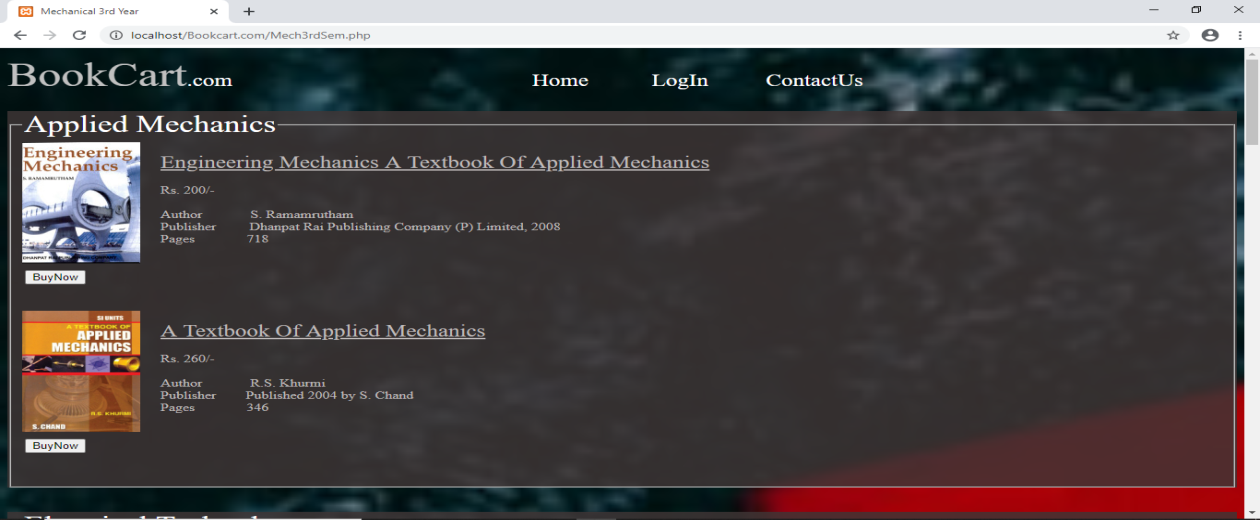 Mechanical 3rd Year
localhost/Bookcart.com/Mech3rdSem.php
BookCart.com
Home LogIn ContactUs
Applied Mechanics
Engineering Mechanics
S. RAMAMRUTHAM
Engineering Mechanics A Textbook Of Applied Mechanics
Rs. 200/-
Author S. Ramamrutham
Publisher Dhanpat Rai Publishing Company (P) Limited, 2008
Pages 718
BuyNow
SI UNITS
A TEXTBOOK OF
APPLIED
MECHANICS
R.S. KHURMI
S. CHAND
A Textbook Of Applied Mechanics
Rs. 260/-
Author R.S. Khurmi
Publisher Published 2004 by S. Chand
Pages 346
BuyNow